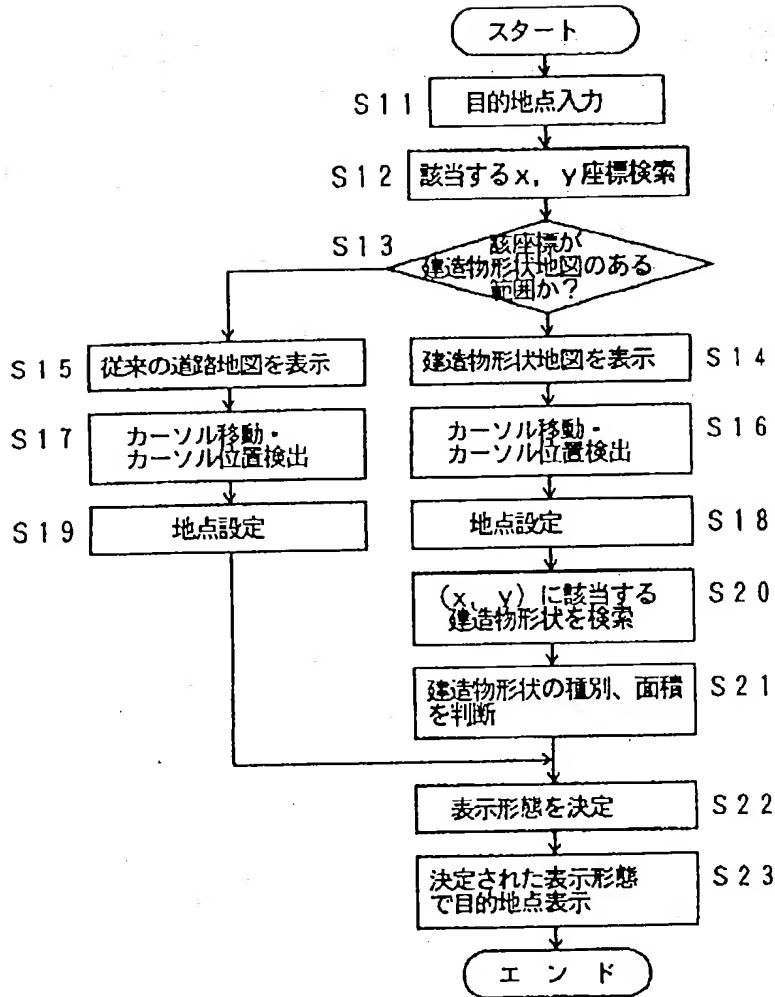 スタート
S11
目的地点入力
S12
該当するx，y座標検索
S13
該座標が
建造物形状地図のある
範囲か？
S15
従来の道路地図を表示
建造物形状地図を表示
S14
S17
カーソル移動・
カーソル位置検出
カーソル移動・
カーソル位置検出
S16
S19
地点設定
地点設定
S18
(x、y）に該当する
建造物形状を検索
S20
建造物形状の種別、面積
を判断
S21
表示形態を決定
S22
決定された表示形態
で目的地点表示
S23
エンド